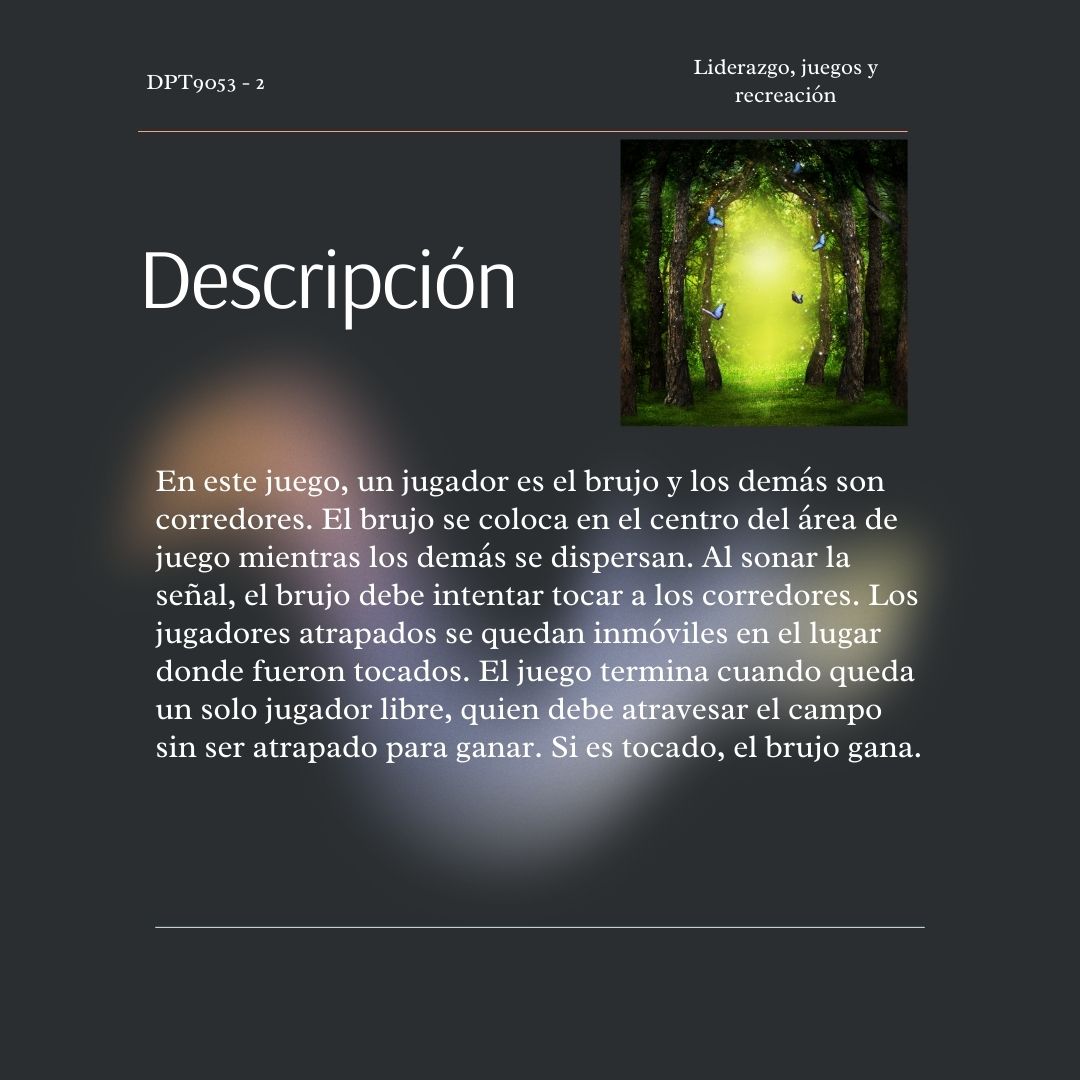 DPT9053 - 2
Liderazgo, juegos y
recreación
Descripción
En este juego, un jugador es el brujo y los demás son
corredores. El brujo se coloca en el centro del área de
juego mientras los demás se dispersan. Al sonar la
señal, el brujo debe intentar tocar a los corredores. Los
jugadores atrapados se quedan inmóviles en el lugar
donde fueron tocados. El juego termina cuando queda
un solo jugador libre, quien debe atravesar el campo
sin ser atrapado para ganar. Si es tocado, el brujo gana.